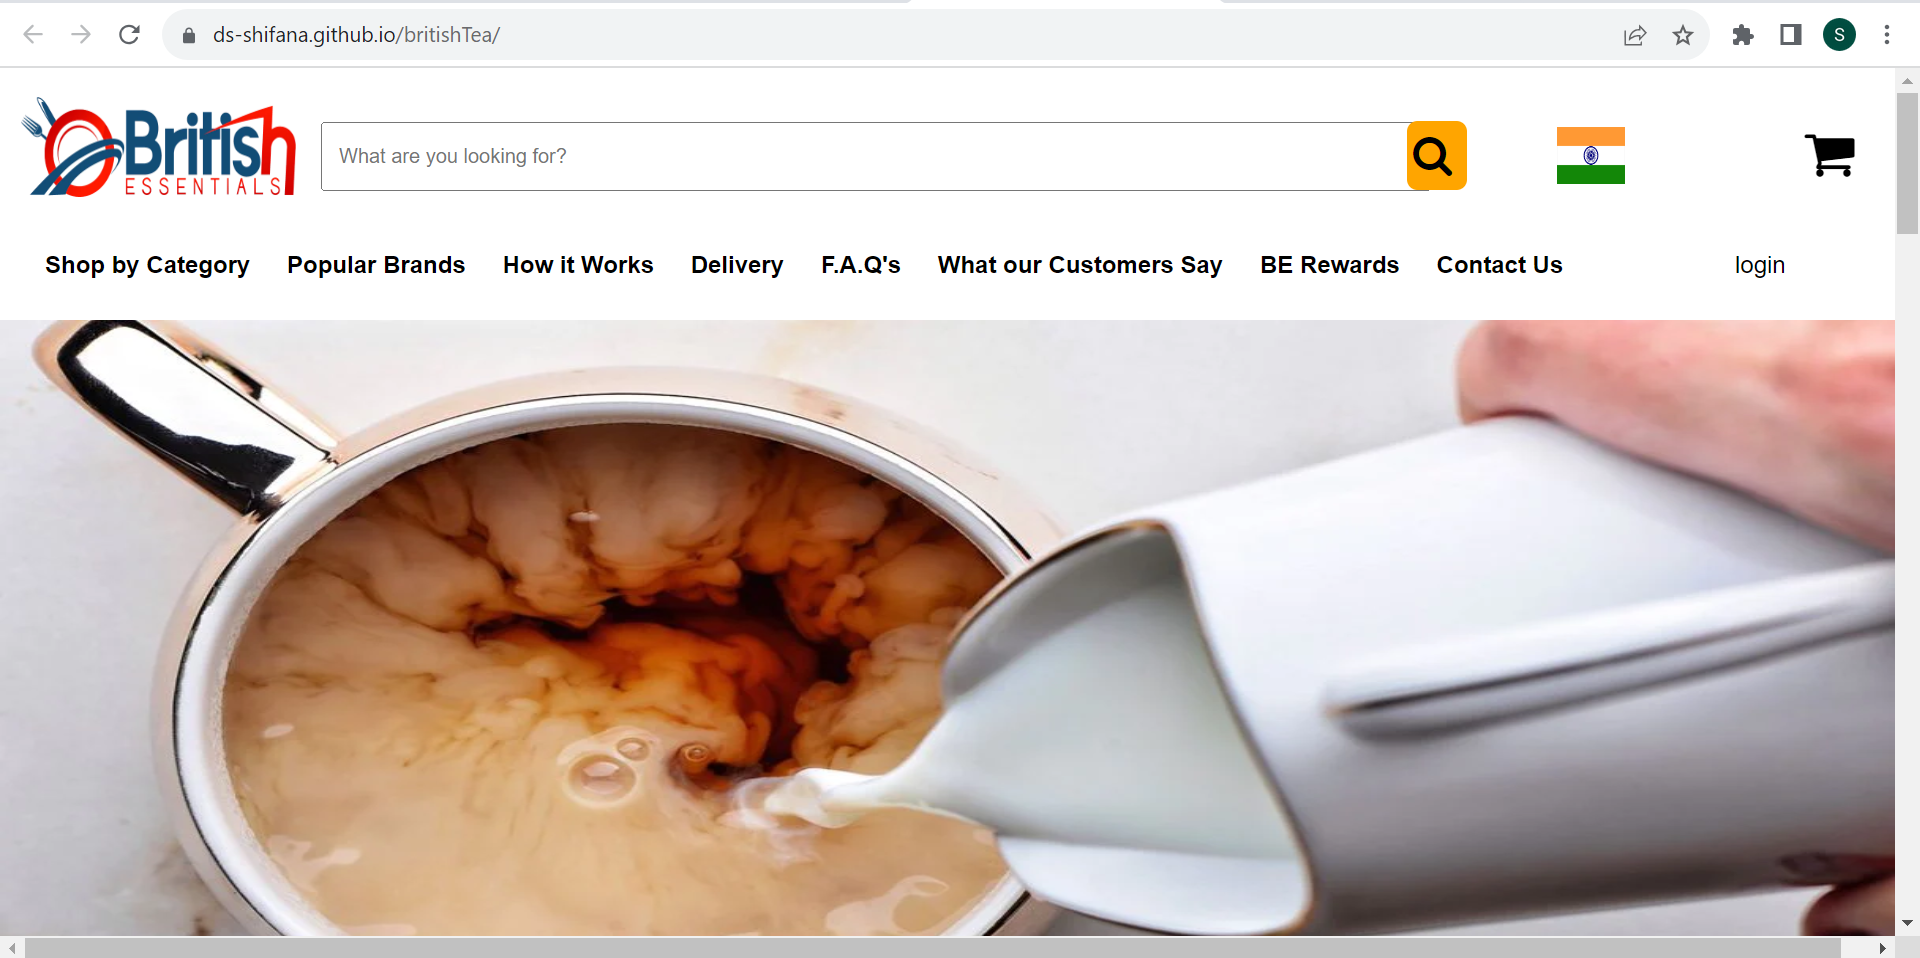 ds-shifana.github.io/britishTea/
S
British
ESSENTIALS
What are you looking for?
Shop by Category Popular Brands How it Works Delivery F.A.Q's What our Customers Say BE Rewards Contact Us login